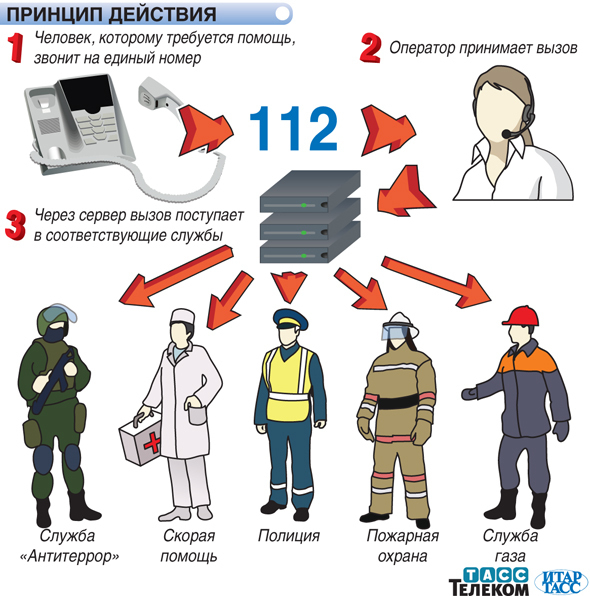 ПРИНЦИП ДЕЙСТВИЯ
1 Человек, которому требуется помощь,
звонит на единый номер
2 Оператор принимает вызов
112
3 Через сервер вызов поступает
в соответствующие службы
Служба
«Антитеррор»
Скорая
помощь
Полиция
Пожарная
охрана
Служба
газа
ТАСС
ТЕЛЕКОМ
ИТАР
ТАСС